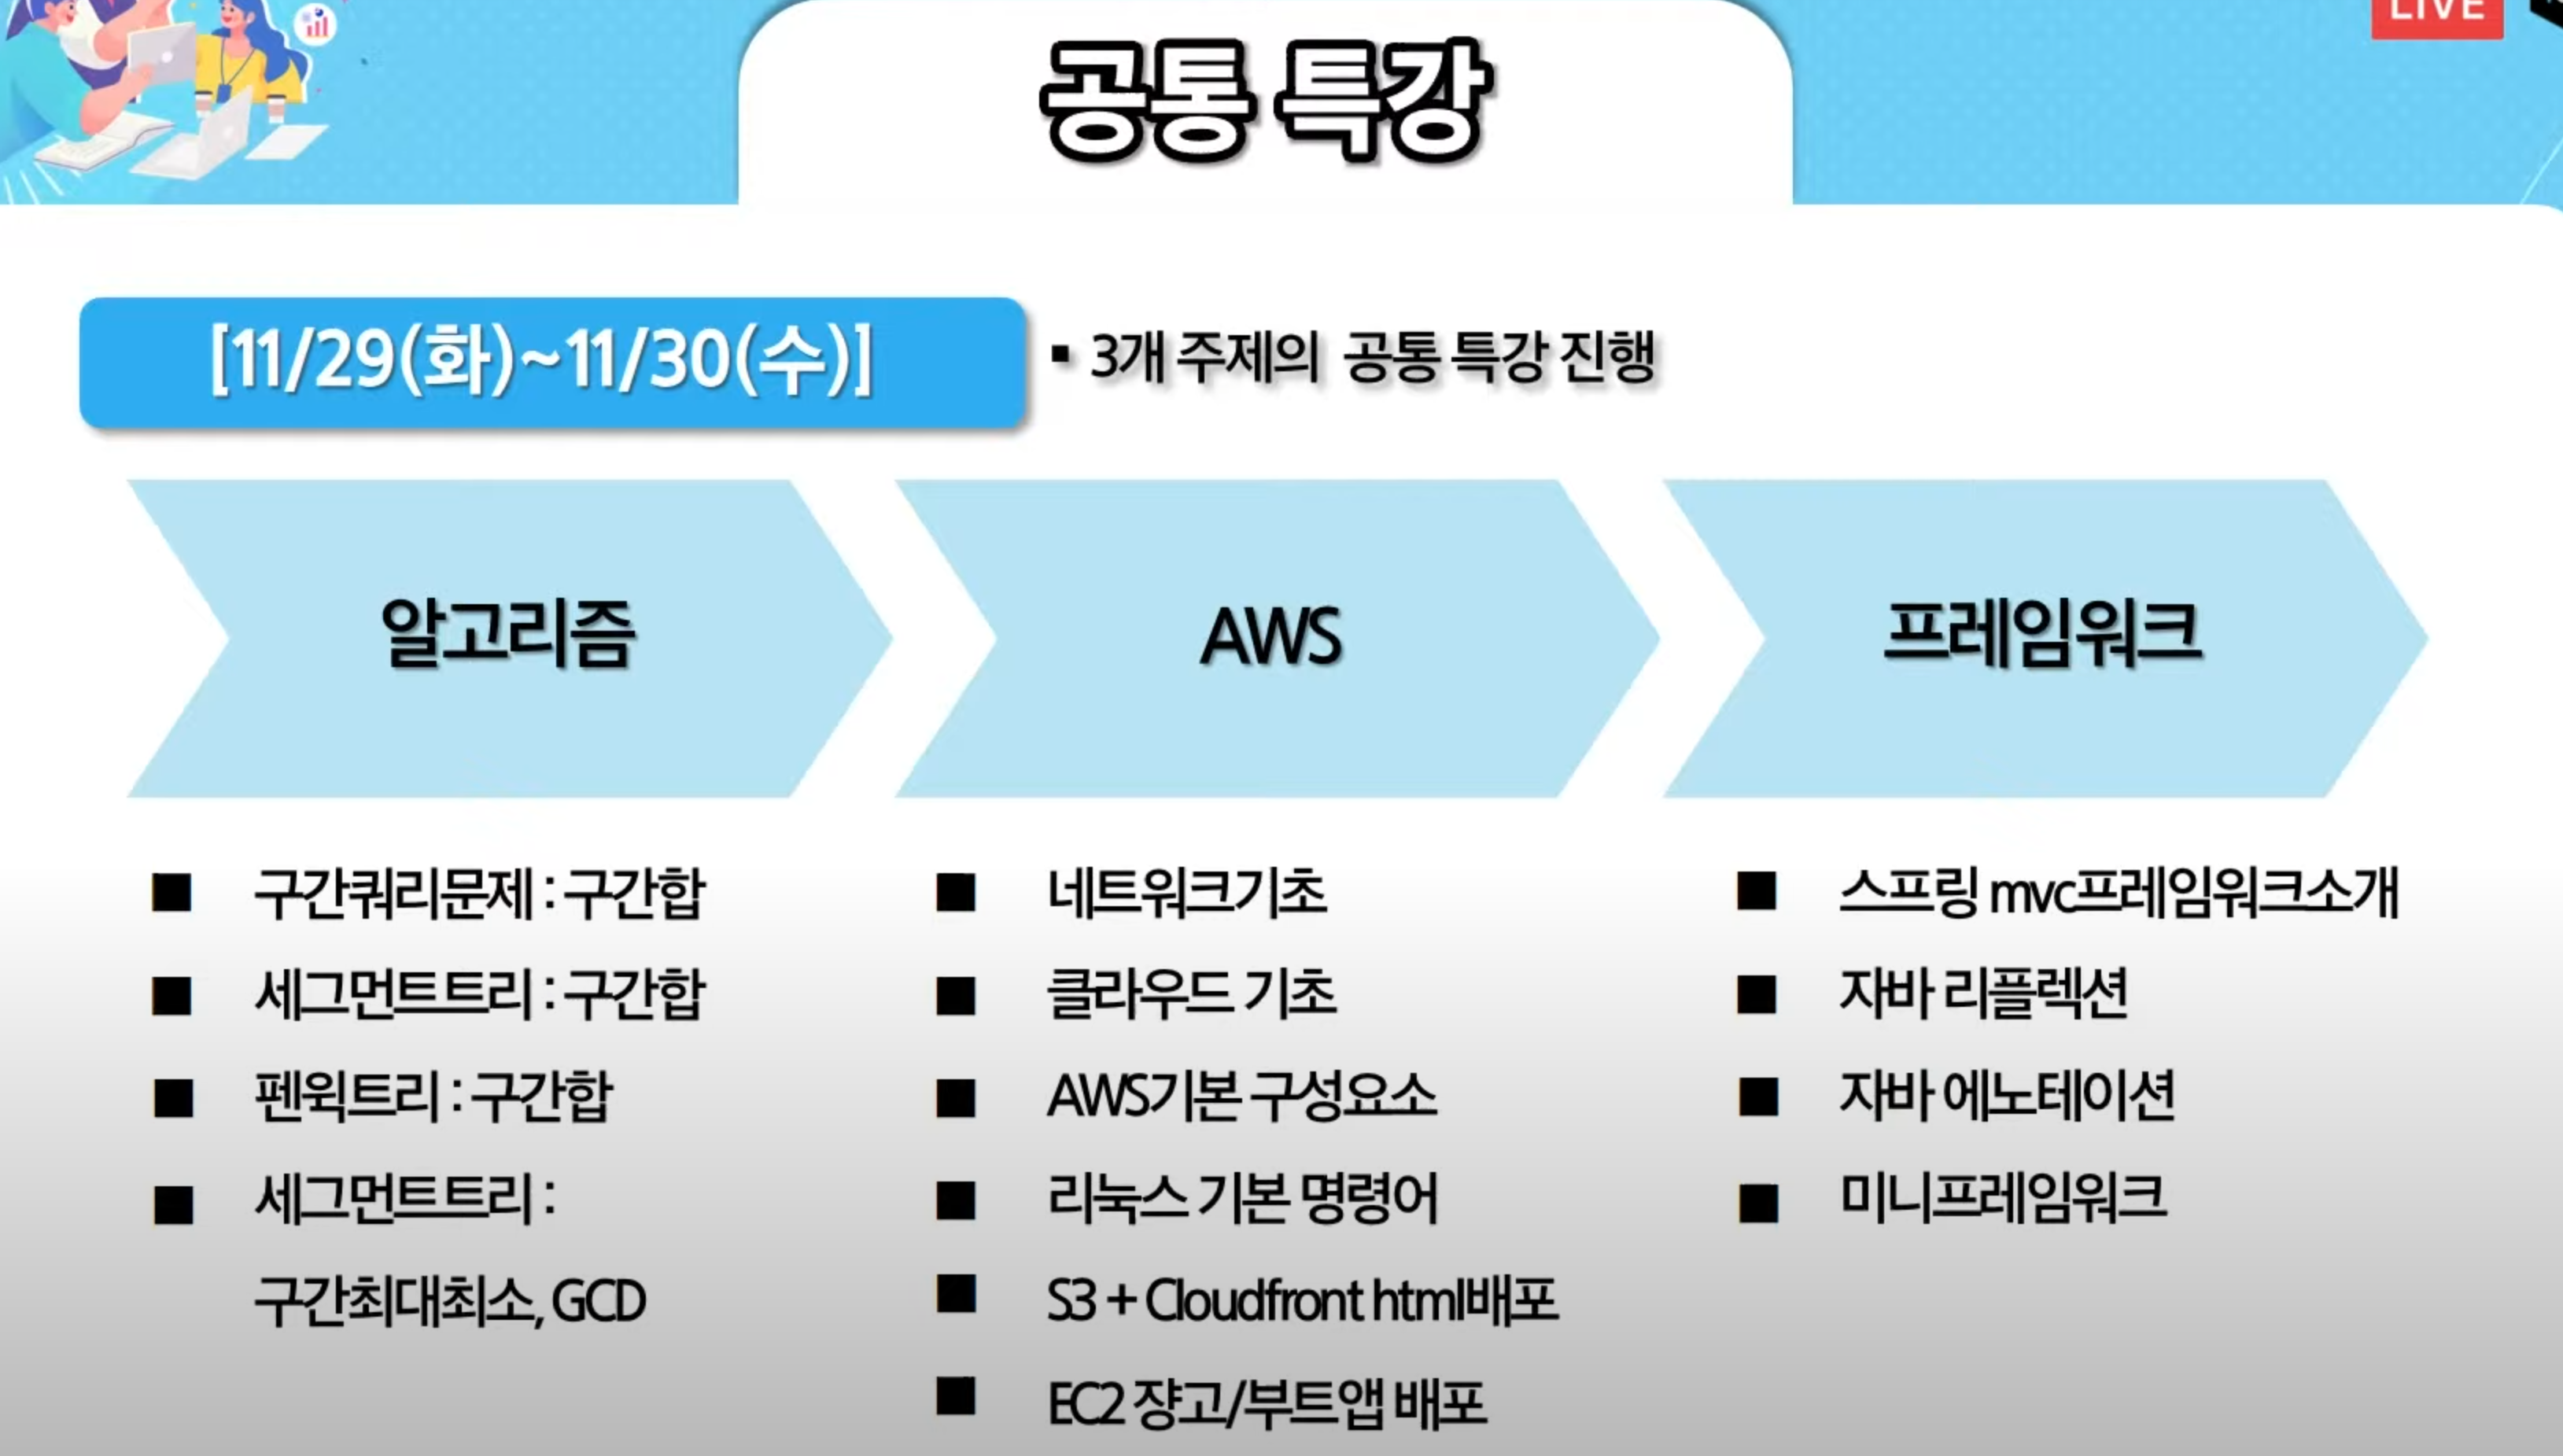 LIVE
공통 특강
[11/29(화)~11/30(수)]
▪ 3개 주제의 공통 특강 진행
알고리즘
■ 구간쿼리문제 : 구간합
■ 세그먼트트리 : 구간합
■ 펜윅트리 : 구간합
■ 세그먼트트리 :
구간최대최소, GCD
AWS
■ 네트워크기초
■ 클라우드 기초
■ AWS기본 구성요소
■ 리눅스 기본 명령어
■ S3 + Cloudfront html배포
■ EC2 쟝고/부트앱 배포
프레임워크
■ 스프링 mvc프레임워크소개
■ 자바 리플렉션
■ 자바 에노테이션
■ 미니프레임워크